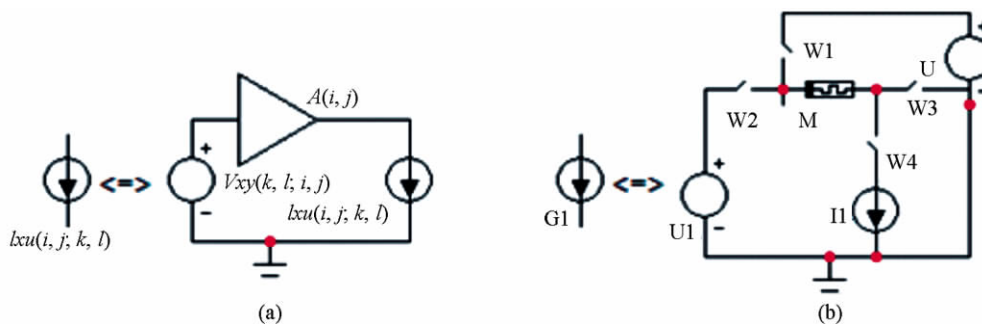 A(i, j)
+
Vxy(k, l; i, j)
-
<=>
lxu(i, j; k, l)
lxu(i, j; k, l)
(a)
W1
U
W2
M
W3
W4
+
<=>
G1
U1
-
I1
(b)